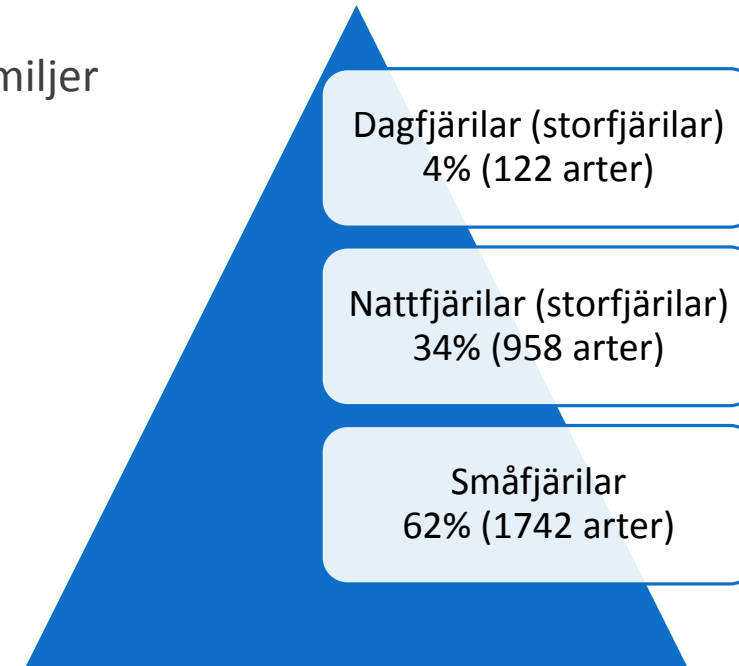 miljer
Dagfjärilar (storfjärilar)
4% (122 arter)
Nattfjärilar (storfjärilar)
34% (958 arter)
Småfjärilar
62% (1742 arter)